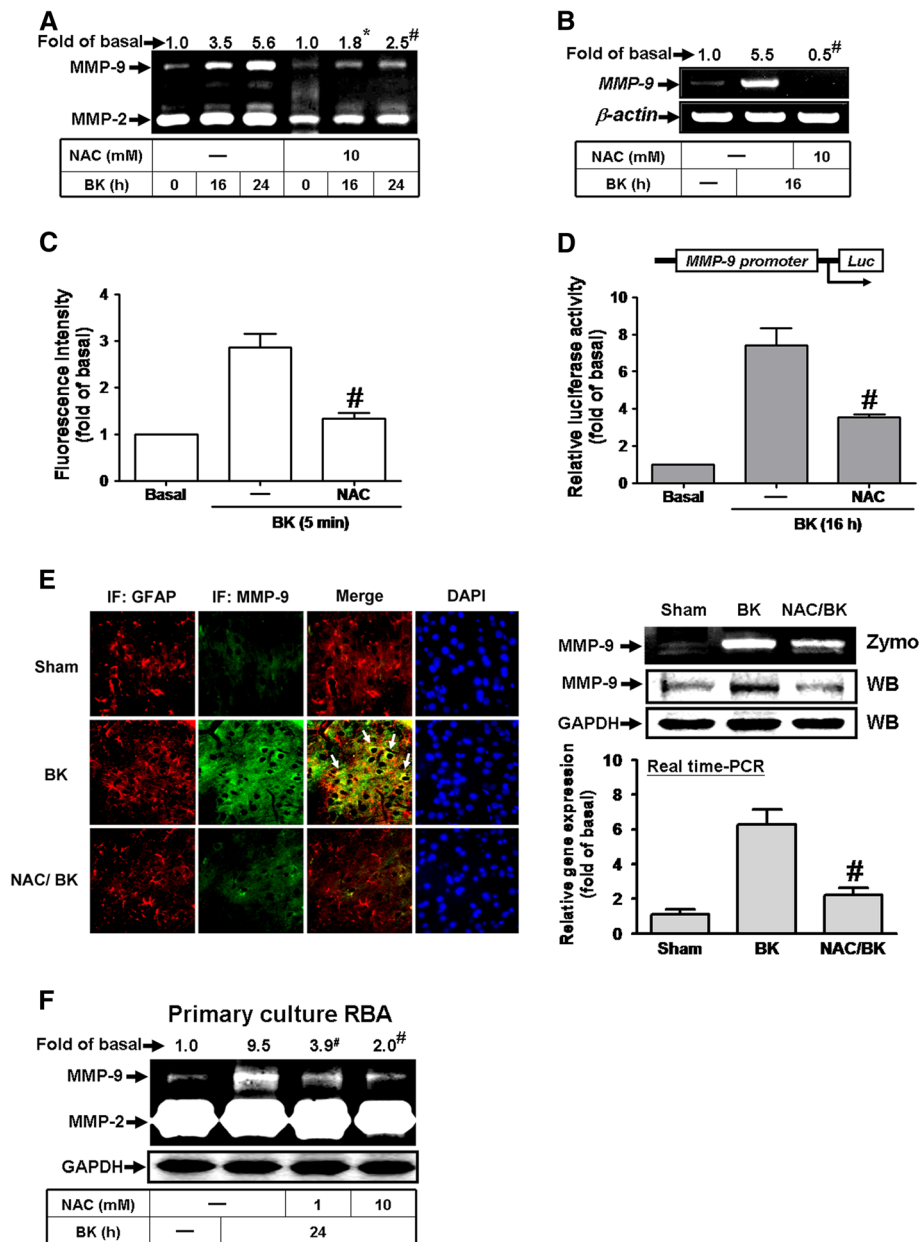 A
Fold of basal 1.0 3.5 5.6 1.0 1.8* 2.5#
MMP-9
MMP-2
NAC (mM) — 10
BK (h) 0 16 24 0 16 24
B
Fold of basal 1.0 5.5 0.5#
MMP-9
β-actin
NAC (mM) — 10
BK (h) — 16
C
Fluorescence Intensity
(fold of basal)
4
3
2
1
0
#
Basal — NAC
BK (5 min)
D
MMP-9 promoter Luc
Relative luciferase activity
(fold of basal)
10
8
6
4
2
0
#
Basal — NAC
BK (16 h)
E
IF: GFAP IF: MMP-9 Merge DAPI
Sham
BK
NAC/ BK
Sham BK NAC/BK
MMP-9 Zymo
MMP-9 WB
GAPDH WB
Real time-PCR
Relative gene expression
(fold of basal)
10
8
6
4
2
0
#
Sham BK NAC/BK
F
Primary culture RBA
Fold of basal 1.0 9.5 3.9# 2.0#
MMP-9
MMP-2
GAPDH
NAC (mM) — 1 10
BK (h) — 24